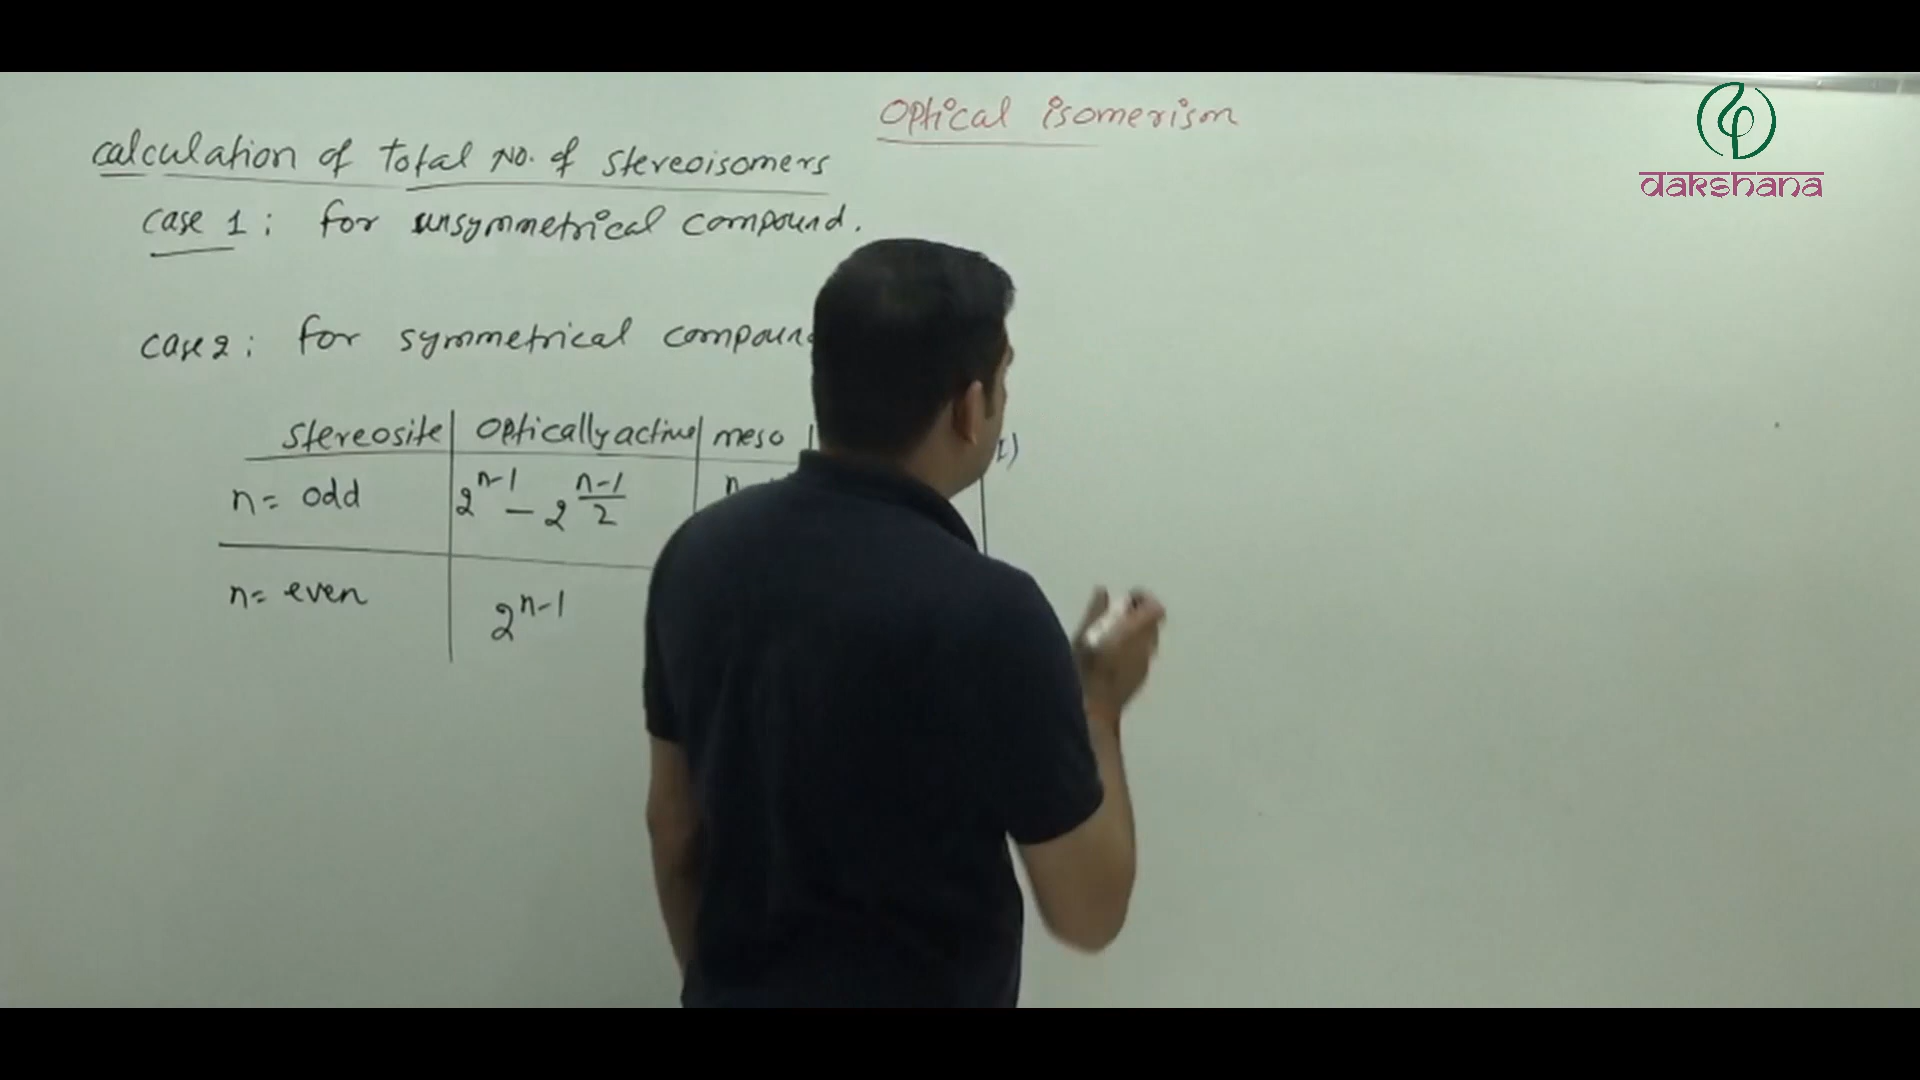 Optical isomerism
dakshana
calculation of total No. of stereoisomers
case 1 : for unsymmetrical compound.
case 2 : for symmetrical
stereosite optically active meso
n = odd 2^{n-1} - 2^{\frac{n-1}{2}}
n = even 2^{n-1}